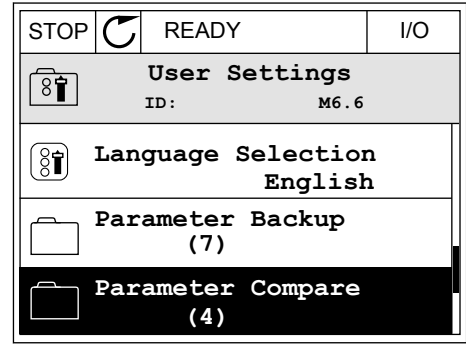 STOP READY I/O
User Settings
ID: M6.6
Language Selection
English
Parameter Backup
(7)
Parameter Compare
(4)